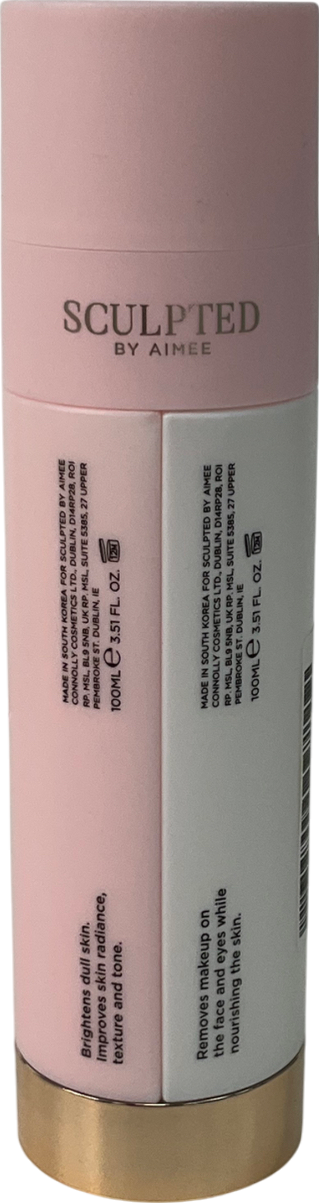 SCULPTED
BY AIMEE
MADE IN SOUTH KOREA FOR SCULPTED BY AIMEE
CONNOLLY COSMETICS LTD., DUBLIN, D14RP28, ROI
RP. MSL, BL9 5NB, UK RP. MSL, SUITE 5385, 27 UPPER
PEMBROKE ST. DUBLIN, IE
100ML ℮ 3.51 FL. OZ. 12M
Brightens dull skin.
Improves skin radiance,
texture and tone.
MADE IN SOUTH KOREA FOR SCULPTED BY AIMEE
CONNOLLY COSMETICS LTD., DUBLIN, D14RP28, ROI
RP. MSL, BL9 5NB, UK RP. MSL, SUITE 5385, 27 UPPER
PEMBROKE ST. DUBLIN, IE
100ML ℮ 3.51 FL. OZ. 12M
Removes makeup on
the face and eyes while
nourishing the skin.